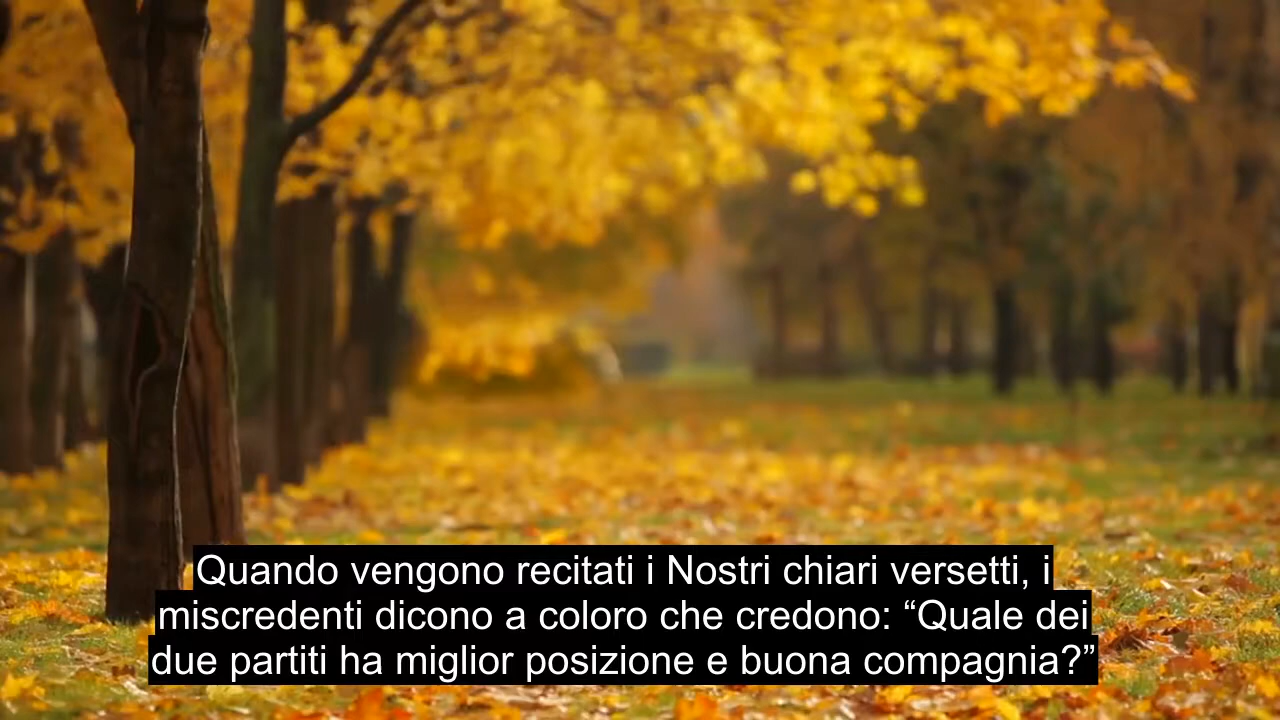 Quando vengono recitati i Nostri chiari versetti, i
miscredenti dicono a coloro che credono: “Quale dei
due partiti ha miglior posizione e buona compagnia?”